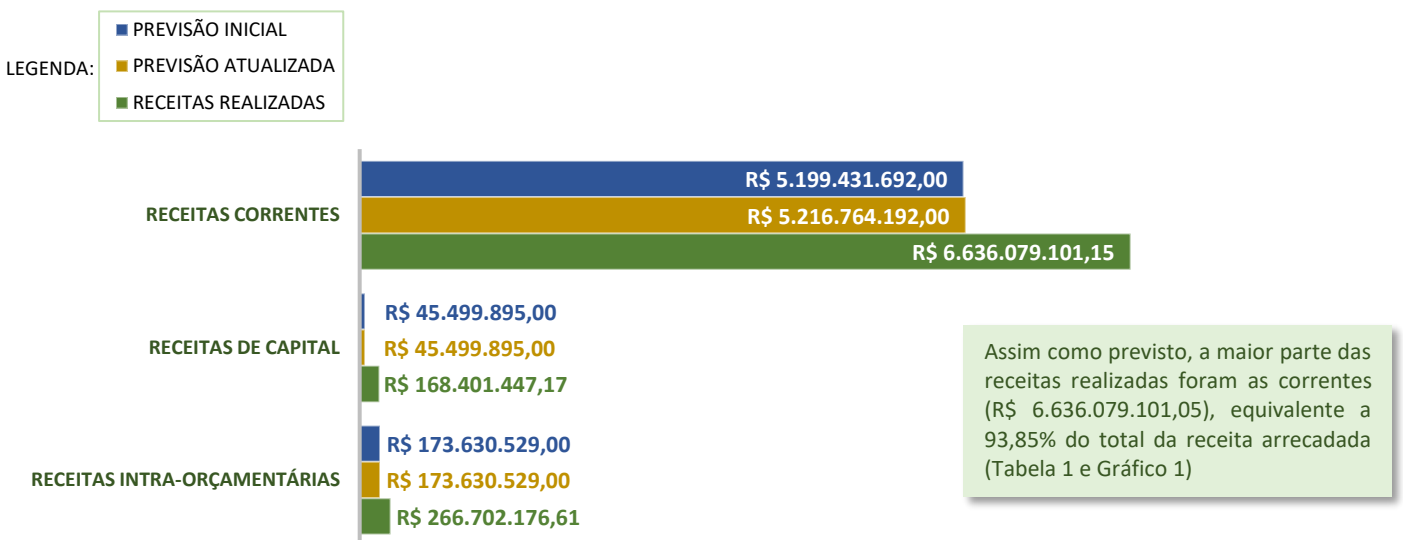 LEGENDA:
PREVISÃO INICIAL
PREVISÃO ATUALIZADA
RECEITAS REALIZADAS
RECEITAS CORRENTES
R$ 5.199.431.692,00
R$ 5.216.764.192,00
R$ 6.636.079.101,15
RECEITAS DE CAPITAL
R$ 45.499.895,00
R$ 45.499.895,00
R$ 168.401.447,17
RECEITAS INTRA-ORÇAMENTÁRIAS
R$ 173.630.529,00
R$ 173.630.529,00
R$ 266.702.176,61
Assim como previsto, a maior parte das
receitas realizadas foram as correntes
(R$ 6.636.079.101,05), equivalente a
93,85% do total da receita arrecadada
(Tabela 1 e Gráfico 1)